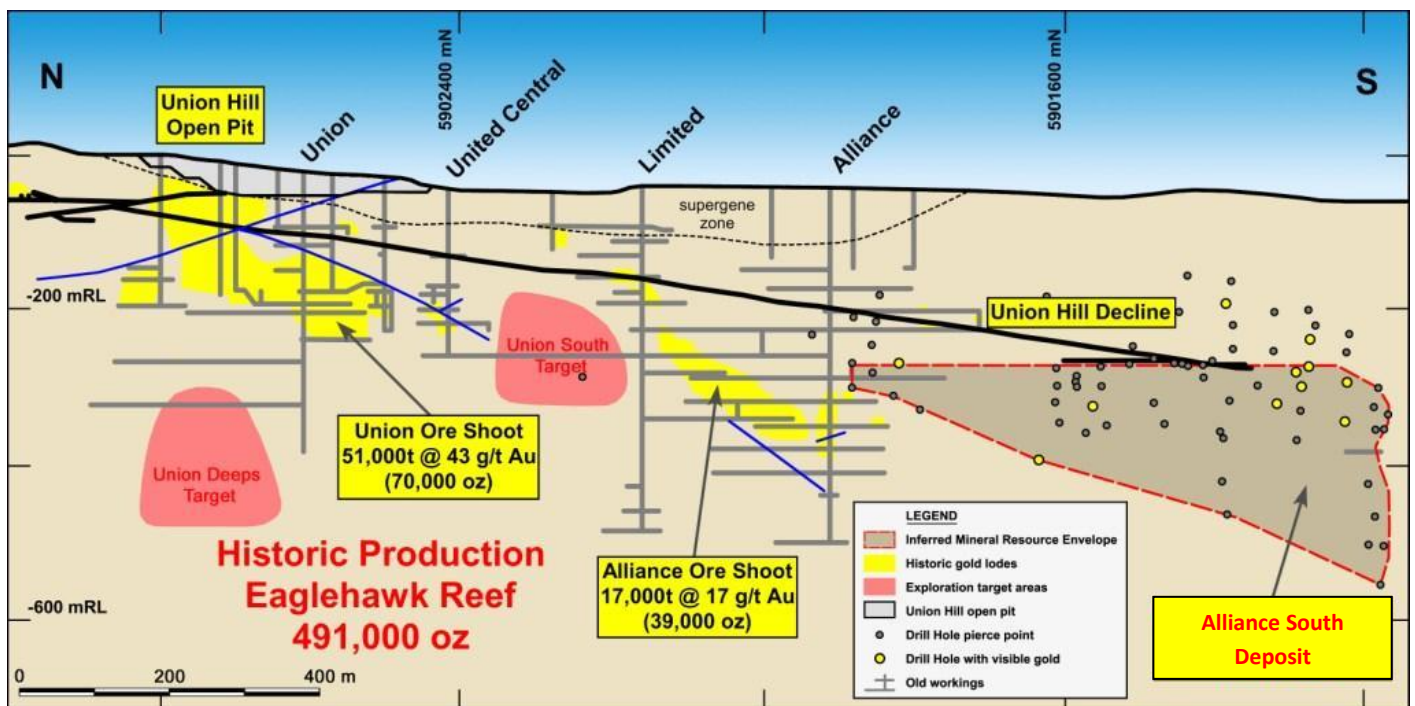 N
S
Union Hill
Open Pit
Union
5902400 mN
United Central
Limited
Alliance
5901600 mN
supergene
zone
-200 mRL
Union Hill Decline
Union South
Target
Union Ore Shoot
51,000t @ 43 g/t Au
(70,000 oz)
Union Deeps
Target
Historic Production
Eaglehawk Reef
491,000 oz
Alliance Ore Shoot
17,000t @ 17 g/t Au
(39,000 oz)
-600 mRL
0 200 400 m
LEGEND
Inferred Mineral Resource Envelope
Historic gold lodes
Exploration target areas
Union Hill open pit
Drill Hole pierce point
Drill Hole with visible gold
Old workings
Alliance South
Deposit